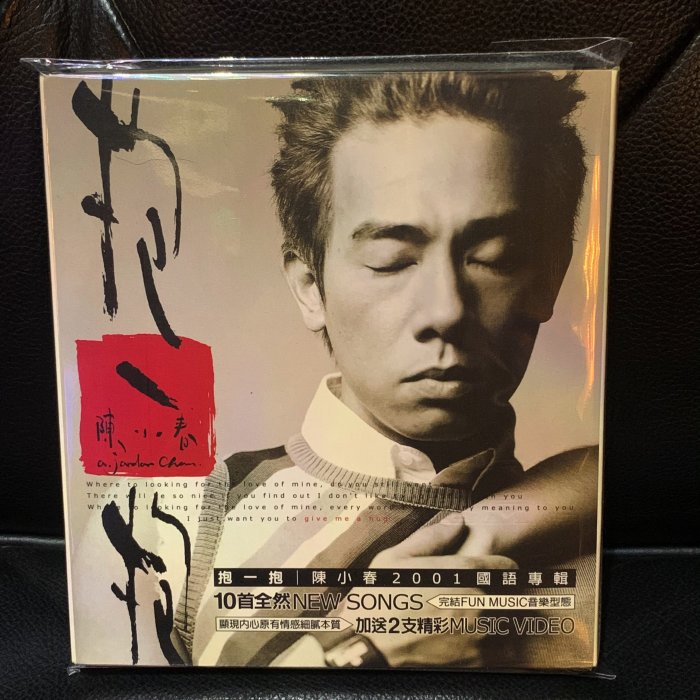 抱一抱
陳小春
a. jordan Chan.
Where to looking for the love of mine, do you still
There will be so nice if you find out I don't like to you
Where to looking for the love of mine, every word meaning to you
I just want you to give me a hug
抱一抱|陳小春2001國語專輯
10首全然NEW SONGS 完結FUN MUSIC音樂型態
顯現內心原有情感細膩本質 加送2支精彩MUSIC VIDEO